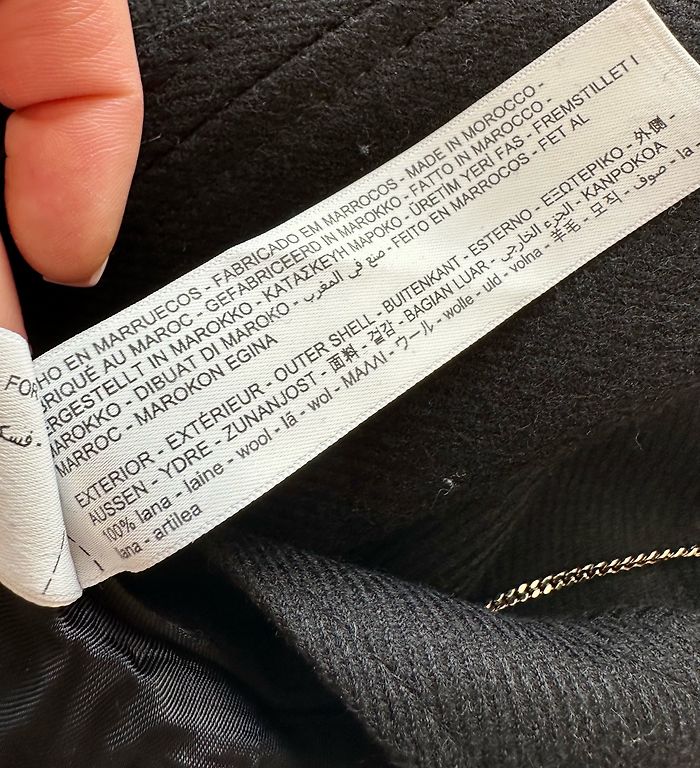 HO EN MARRUECOS - FABRICADO EM MARROCOS - MADE IN MOROCCO -
BRIQUÉ AU MAROC - GEFABRICEERD IN MAROKKO - FATTO IN MAROCCO -
ERGESTELLT IN MAROKKO - ΚΑΤΑΣΚΕΥΗ ΜΑΡΟΚΟ - ÜRETİM YERİ FAS - FREMSTILLET I
MAROKKO - DIBUAT DI MAROKO - صنع في المغرب - FEITO EN MARROCOS - FET AL
MARROC - MAROKON EGINA
EXTERIOR - EXTÉRIEUR - OUTER SHELL - BUITENKANT - ESTERNO - ΕΞΩΤΕΡΙΚΟ - 外側 -
AUSSEN - YDRE - ZUNANJOST - 面料 - 겉감 - BAGIAN LUAR - الجزء الخارجي - KANPOKOA
100% lana - laine - wool - lã - wol - ΜΑΛΛΙ - ウール - wolle - uld - volna - 羊毛 - 모직 - صوف - la -
lana - artilea
FOR